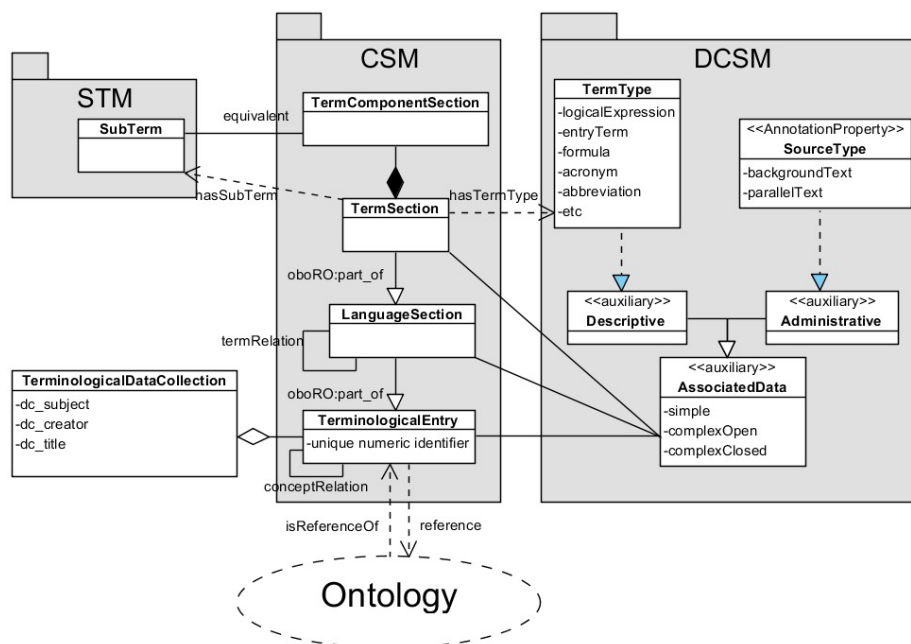 STM
SubTerm
CSM
TermComponentSection
equivalent
hasSubTerm
TermSection
hasTermType
oboRO:part_of
LanguageSection
termRelation
oboRO:part_of
TerminologicalEntry
-unique numeric identifier
conceptRelation
TerminologicalDataCollection
-dc_subject
-dc_creator
-dc_title
DCSM
TermType
-logicalExpression
-entryTerm
-formula
-acronym
-abbreviation
-etc
<<AnnotationProperty>>
SourceType
-backgroundText
-parallelText
<<auxiliary>>
Descriptive
<<auxiliary>>
Administrative
<<auxiliary>>
AssociatedData
-simple
-complexOpen
-complexClosed
isReferenceOf
reference
Ontology